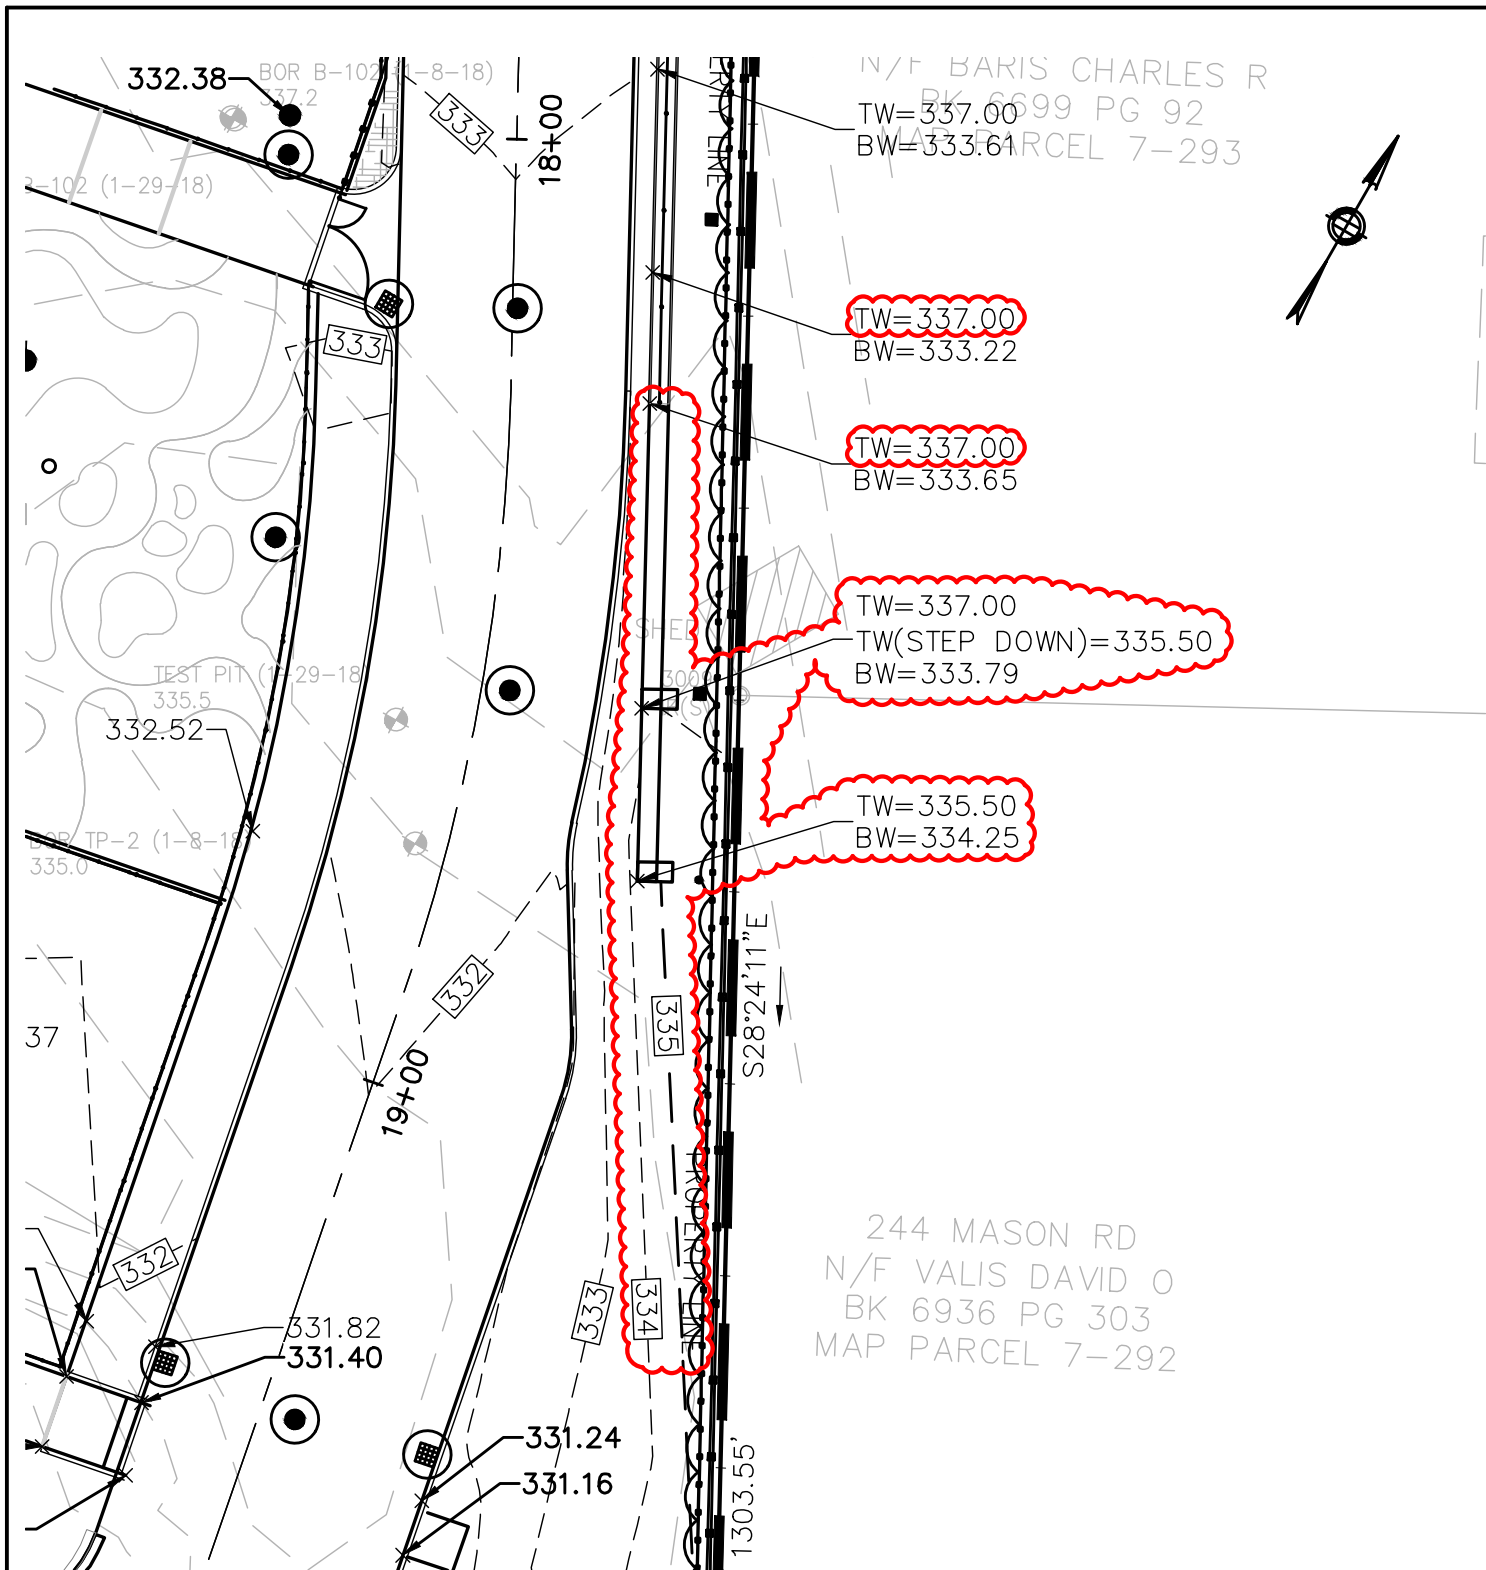 332.38
BOR B-102 (1-8-18)
337.2
333
18+00
ERTY LINE
N/F BARIS CHARLES R
BK 6699 PG 92
MAP PARCEL 7-293
TW=337.00
BW=333.61
B-102 (1-29-18)
333
TW=337.00
BW=333.22
TW=337.00
BW=333.65
SHED
TW=337.00
TW(STEP DOWN)=335.50
BW=333.79
TEST PIT (1-29-18
335.5
332.52
TW=335.50
BW=334.25
BOR TP-2 (1-8-18)
335.0
332
335
S28°24'11"E
37
19+00
PROPERTY LINE
332
333
334
244 MASON RD
N/F VALIS DAVID O
BK 6936 PG 303
MAP PARCEL 7-292
331.82
331.40
331.24
331.16
1303.55'